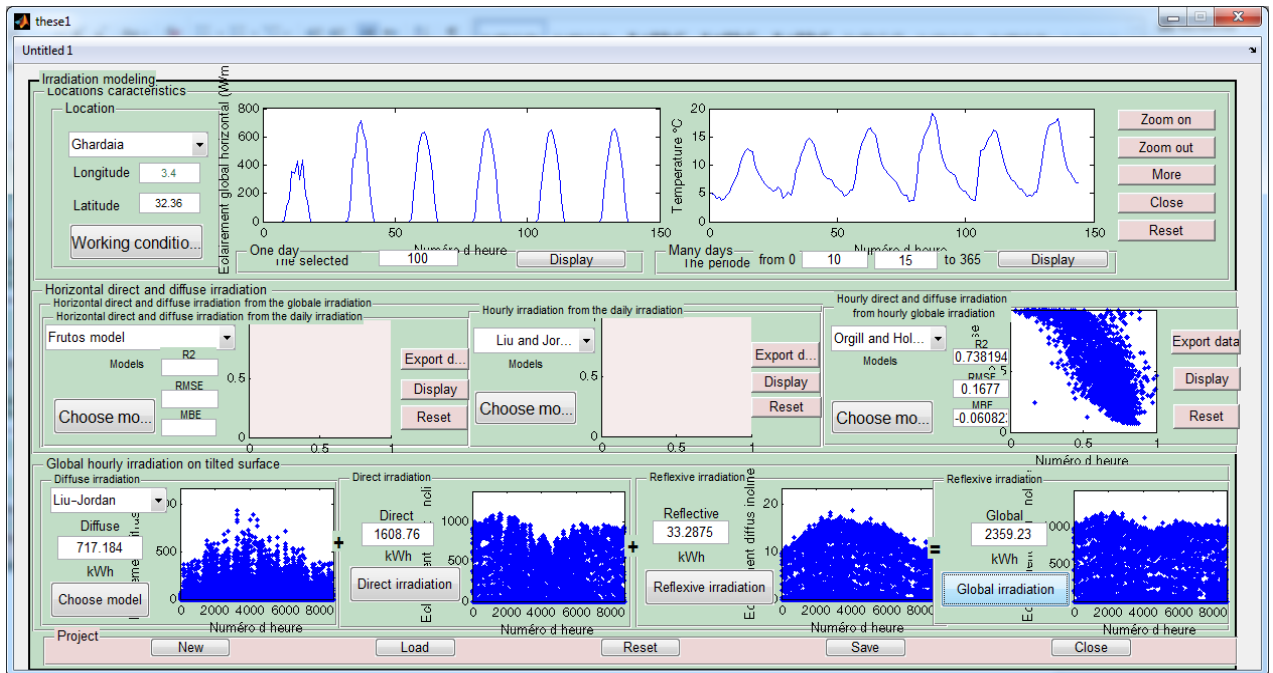 these1
Untitled 1
Irradiation modeling
Locations caracteristics
Location
Ghardaia
Longitude 3.4
Latitude 32.36
Working conditio...
Eclairement global horizontal (W/m
800
600
400
200
0
0 50 100 150
Numéro d heure
Temperature °C
20
15
10
5
0
0 50 100 150
Numéro d heure
Zoom on
Zoom out
More
Close
Reset
One day
The selected 100 Display
Many days
The periode from 0 10 15 to 365 Display
Horizontal direct and diffuse irradiation
Horizontal direct and diffuse irradiation from the globale irradiation
Horizontal direct and diffuse irradiation from the daily irradiation
Frutos model
Models
R2
RMSE
MBE
Choose mo...
0.5
0
0 0.5 1
Export d...
Display
Reset
Hourly irradiation from the daily irradiation
Liu and Jor...
Models
Choose mo...
0.5
0
0 0.5 1
Export d...
Display
Reset
Hourly direct and diffuse irradiation
from hourly globale irradiation
Orgill and Hol...
Models
Choose mo...
R2
0.738194
RMSE
0.1677
MBE
-0.06082
0.5
0
0 0.5 1
Numéro d heure
Export data
Display
Reset
Global hourly irradiation on tilted surface
Diffuse irradiation
Liu-Jordan
Diffuse
717.184
kWh
Choose model
500
0
0 2000 4000 6000 8000
Numéro d heure
+
Direct irradiation
Direct
1608.76
kWh
Direct irradiation
1000
500
0
0 2000 4000 6000 8000
Numéro d heure
+
Reflexive irradiation
Reflective
33.2875
kWh
Reflexive irradiation
Eclairement diffus incline
20
10
0
0 2000 4000 6000 8000
Numéro d heure
=
Reflexive irradiation
Global
2359.23
kWh
Global irradiation
1000
500
0
0 2000 4000 6000 8000
Numéro d heure
Project
New Load Reset Save Close